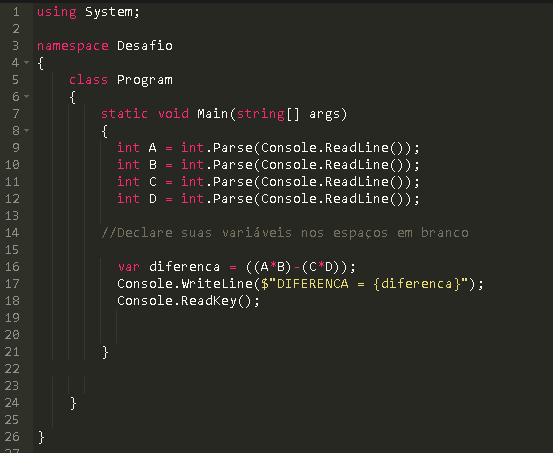 1 using System;
2
3 namespace Desafio
4 {
5 class Program
6 {
7 static void Main(string[] args)
8 {
9 int A = int.Parse(Console.ReadLine());
10 int B = int.Parse(Console.ReadLine());
11 int C = int.Parse(Console.ReadLine());
12 int D = int.Parse(Console.ReadLine());
13
14 //Declare suas variáveis nos espaços em branco
15
16 var diferenca = ((A*B)-(C*D));
17 Console.WriteLine($"DIFERENCA = {diferenca}");
18 Console.ReadKey();
19
20
21 }
22
23
24 }
25
26 }
27